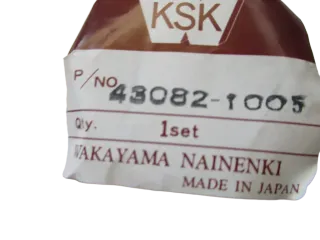 KSK
P/NO 43082-1005
Qty. 1set
WAKAYAMA NAINENKI
MADE IN JAPAN